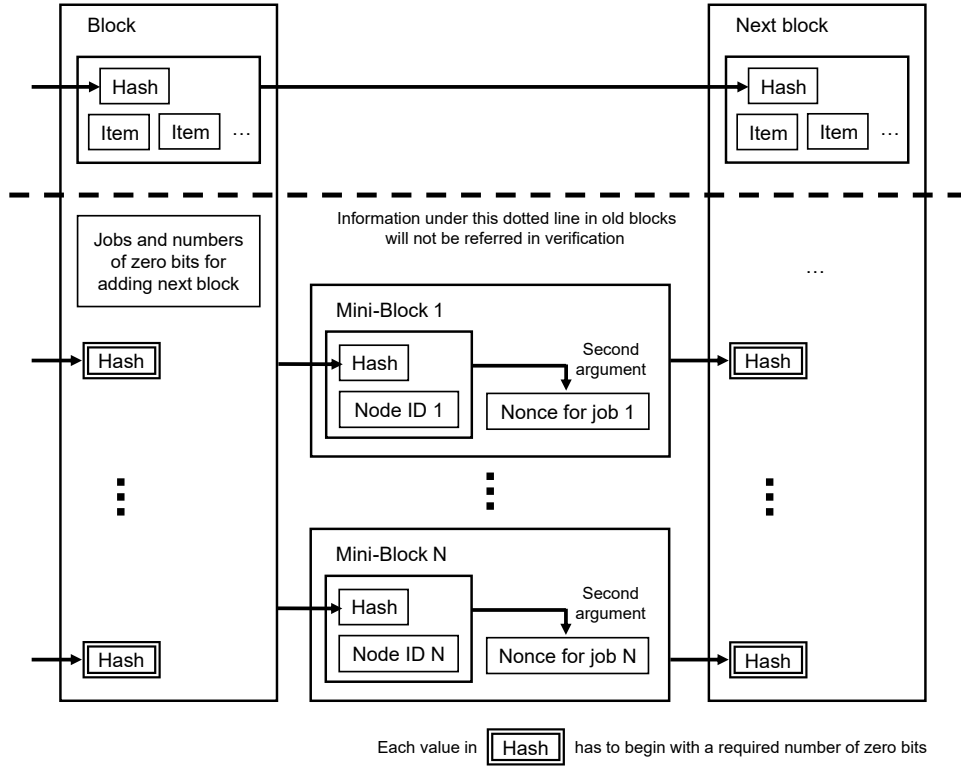 Block
Next block
Hash
Hash
Item
Item
…
Item
Item
…
Information under this dotted line in old blocks
will not be referred in verification
Jobs and numbers
of zero bits for
adding next block
…
Mini-Block 1
Hash
Hash
Second
argument
Hash
Node ID 1
Nonce for job 1
Mini-Block N
Hash
Hash
Second
argument
Hash
Node ID N
Nonce for job N
Each value in Hash has to begin with a required number of zero bits